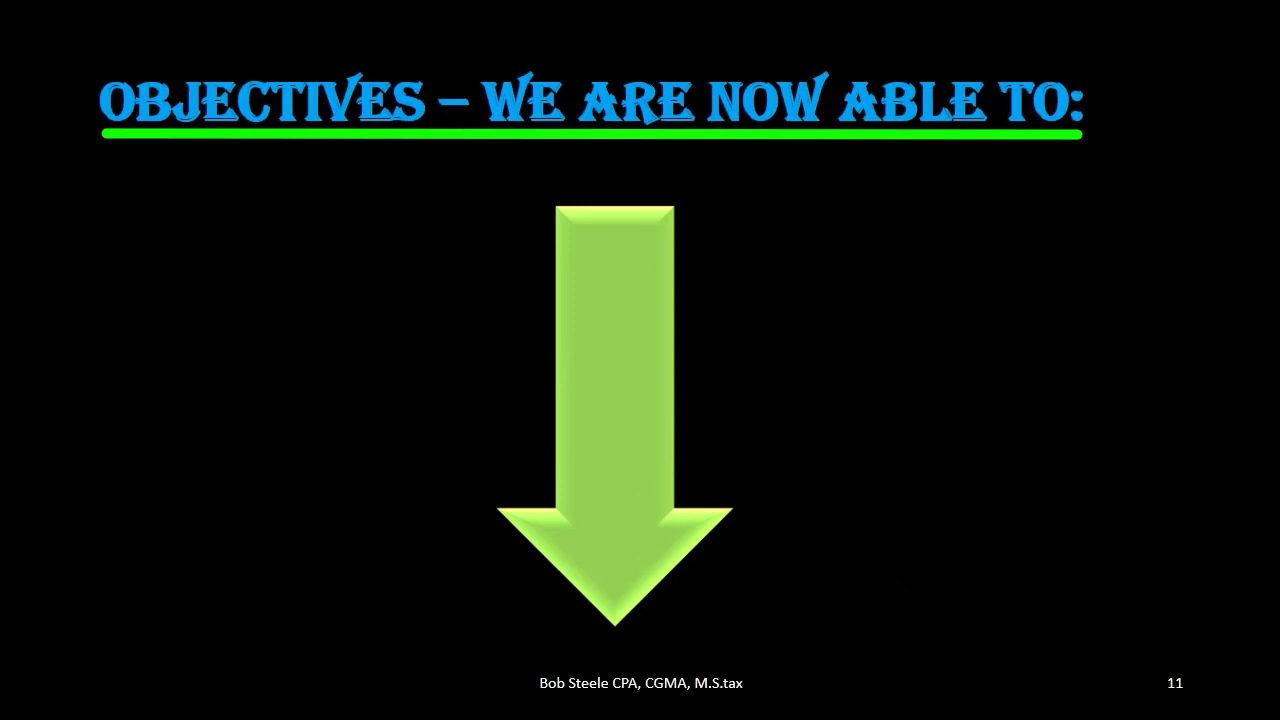 OBJECTIVES – WE ARE NOW ABLE TO:
Bob Steele CPA, CGMA, M.S.tax
11